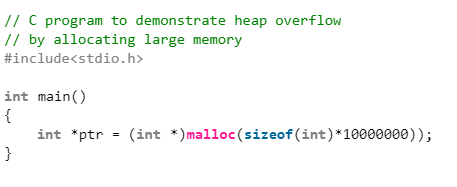 // C program to demonstrate heap overflow
// by allocating large memory
#include<stdio.h>

int main()
{
    int *ptr = (int *)malloc(sizeof(int)*10000000));
}